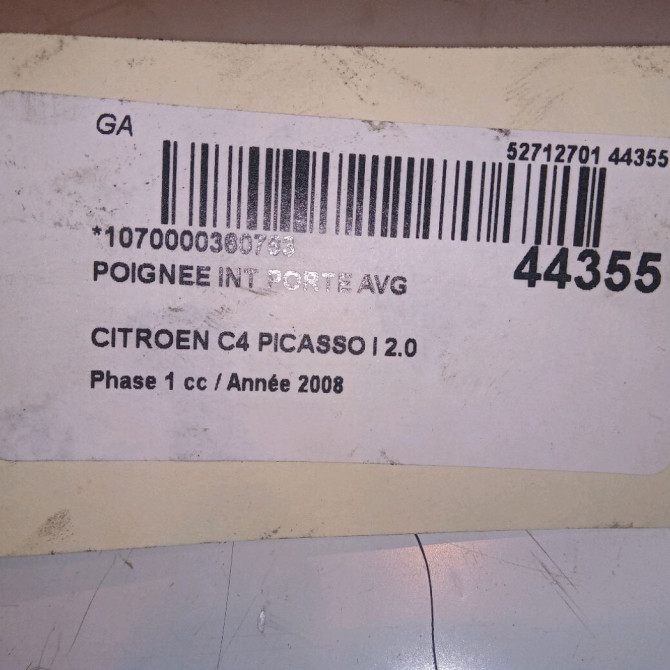 GA
52712701 44355
*1070000360793
44355
POIGNEE INT PORTE AVG
CITROEN C4 PICASSO I 2.0
Phase 1 cc / Année 2008